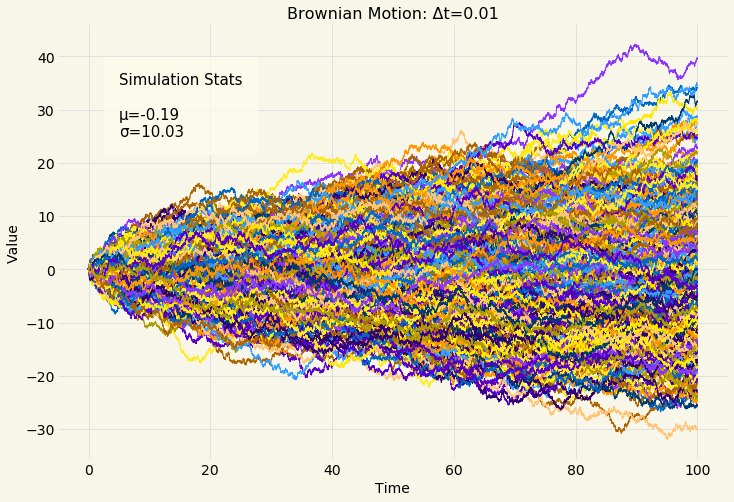 Brownian Motion: Δt=0.01
Simulation Stats
μ=-0.19
σ=10.03
Value
40
30
20
10
0
−10
−20
−30
0 20 40 60 80 100
Time